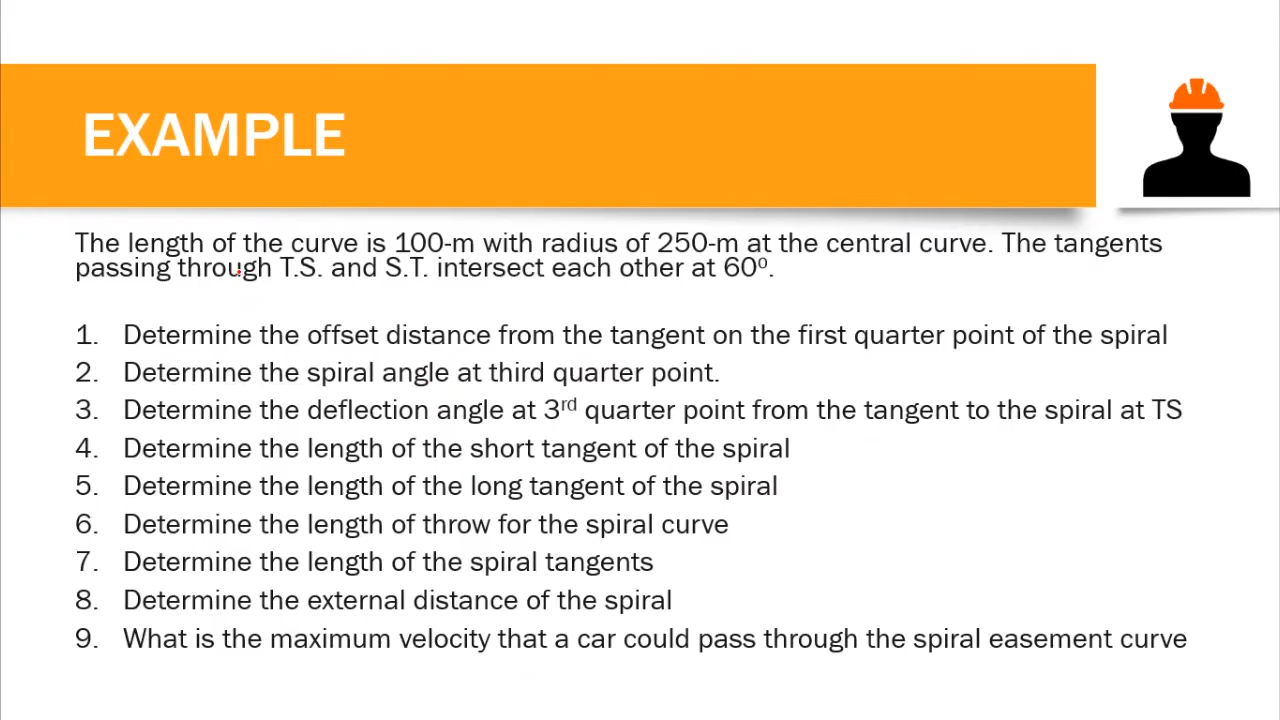 EXAMPLE
The length of the curve is 100-m with radius of 250-m at the central curve. The tangents
passing through T.S. and S.T. intersect each other at 60º.
1. Determine the offset distance from the tangent on the first quarter point of the spiral
2. Determine the spiral angle at third quarter point.
3. Determine the deflection angle at 3rd quarter point from the tangent to the spiral at TS
4. Determine the length of the short tangent of the spiral
5. Determine the length of the long tangent of the spiral
6. Determine the length of throw for the spiral curve
7. Determine the length of the spiral tangents
8. Determine the external distance of the spiral
9. What is the maximum velocity that a car could pass through the spiral easement curve